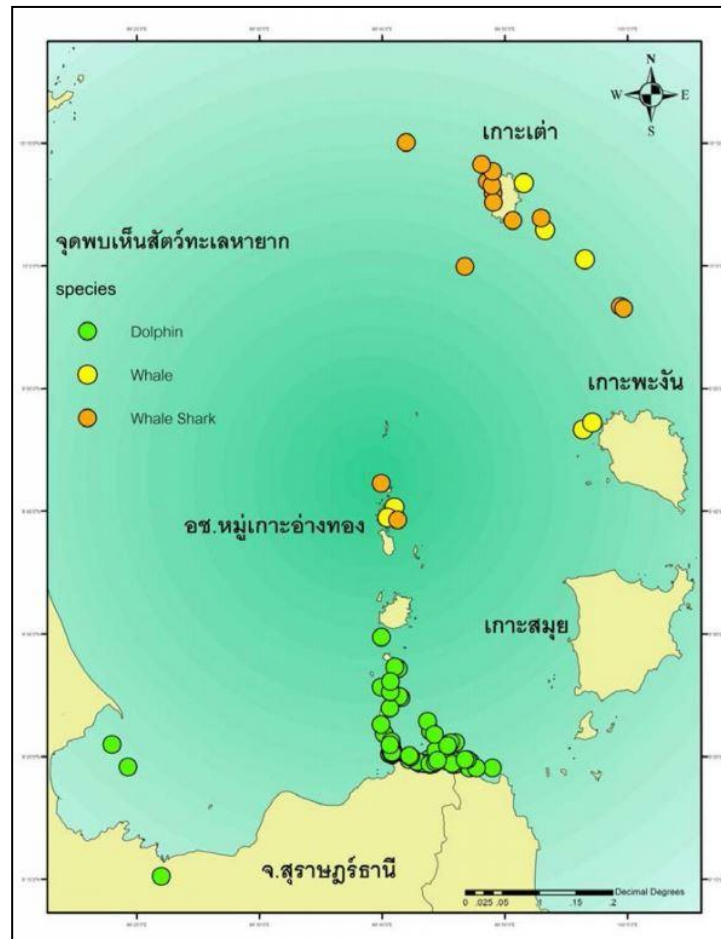 N
W E
S
เกาะเต่า
จุดพบเห็นสัตว์ทะเลหายาก
species
Dolphin
Whale
Whale Shark
เกาะพะงัน
อช.หมู่เกาะอ่างทอง
เกาะสมุย
จ.สุราษฎร์ธานี
Decimal Degrees
0 .025 .05 .1 .15 .2